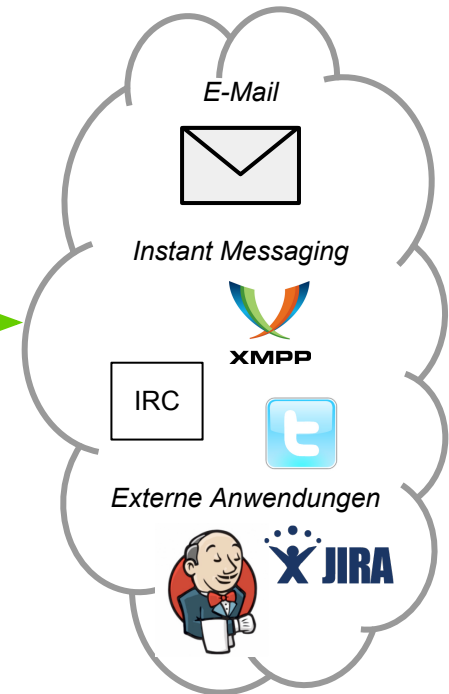 E-Mail
Instant Messaging
XMPP
IRC
t
Externe Anwendungen
JIRA